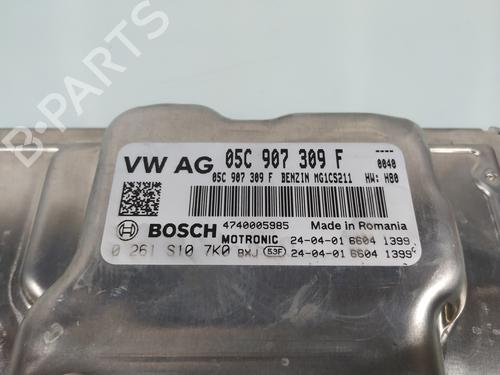 B-PARTS
VW AG 05C 907 309 F ----
0040
05C 907 309 F BENZIN MG1CS211 HW: H80
BOSCH 4740005985 Made in Romania
MOTRONIC 24-04-01 6604 1399
0 261 S10 7K0 BXJ 53F 24-04-01 6604 1399